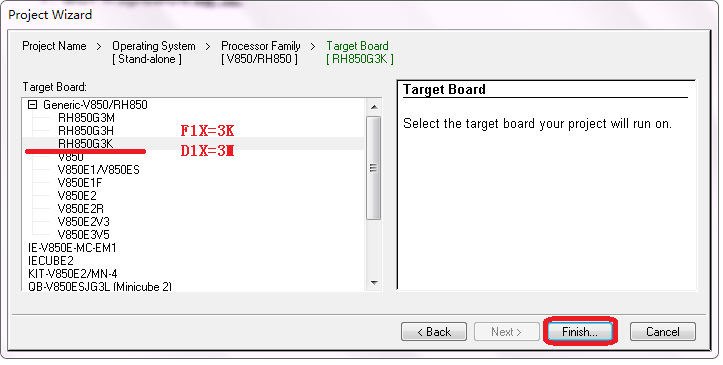 Project Wizard
Project Name > Operating System > Processor Family > Target Board
[ Stand-alone ] [ V850/RH850 ] [ RH850G3K ]
Target Board:
Generic-V850/RH850
RH850G3M
RH850G3H F1X=3K
RH850G3K
D1X=3M
V850
V850E1/V850ES
V850E1F
V850E2
V850E2R
V850E2V3
V850E3V5
IE-V850E-MC-EM1
IECUBE2
KIT-V850E2/MN-4
QB-V850ESJG3L (Minicube 2)
Target Board
Select the target board your project will run on.
< Back Next > Finish... Cancel